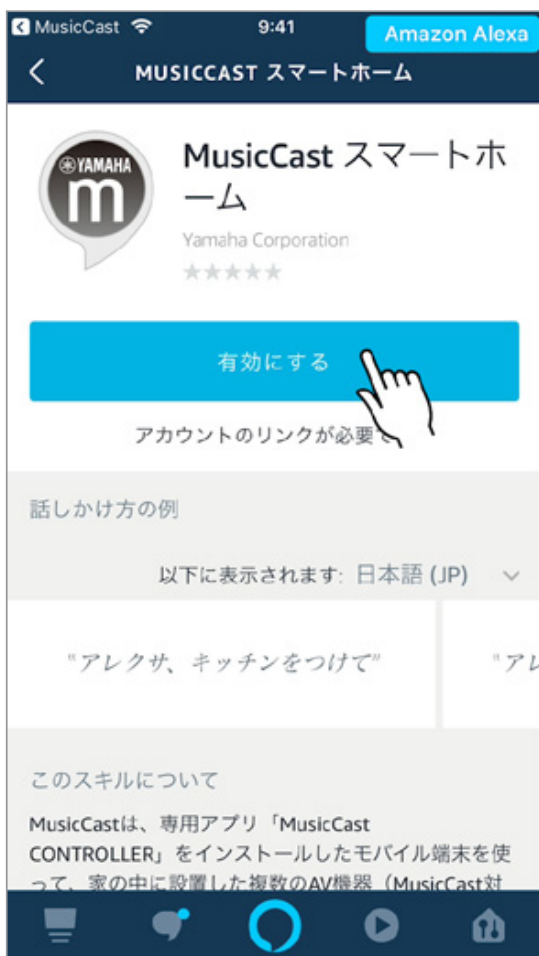 MusicCast 9:41 Amazon Alexa
MUSICCAST スマートホーム
YAMAHA
m
MusicCast スマートホ
ーム
Yamaha Corporation
有効にする
アカウントのリンクが必要で
話しかけ方の例
以下に表示されます: 日本語 (JP)
"アレクサ、キッチンをつけて" "アレ
このスキルについて
MusicCastは、専用アプリ「MusicCast
CONTROLLER」をインストールしたモバイル端末を使
って、家の中に設置した複数のAV機器（MusicCast対